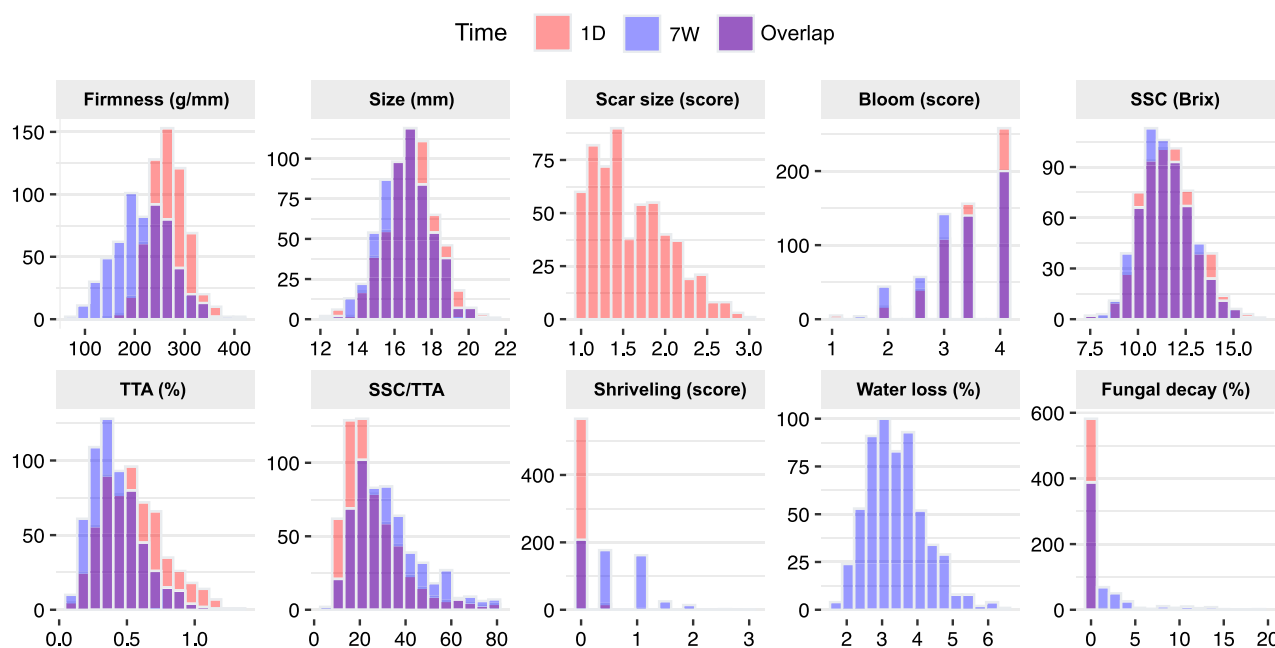 Time 1D 7W Overlap
Firmness (g/mm) Size (mm) Scar size (score) Bloom (score) SSC (Brix)
150
100
50
0
100 200 300 400
100
75
50
25
0
12 14 16 18 20 22
75
50
25
0
1.0 1.5 2.0 2.5 3.0
200
100
0
1 2 3 4
90
60
30
0
7.5 10.0 12.5 15.0
TTA (%) SSC/TTA Shriveling (score) Water loss (%) Fungal decay (%)
100
50
0
0.0 0.5 1.0
100
50
0
0 20 40 60 80
400
200
0
0 1 2 3
100
75
50
25
0
2 3 4 5 6
600
400
200
0
0 5 10 15 20